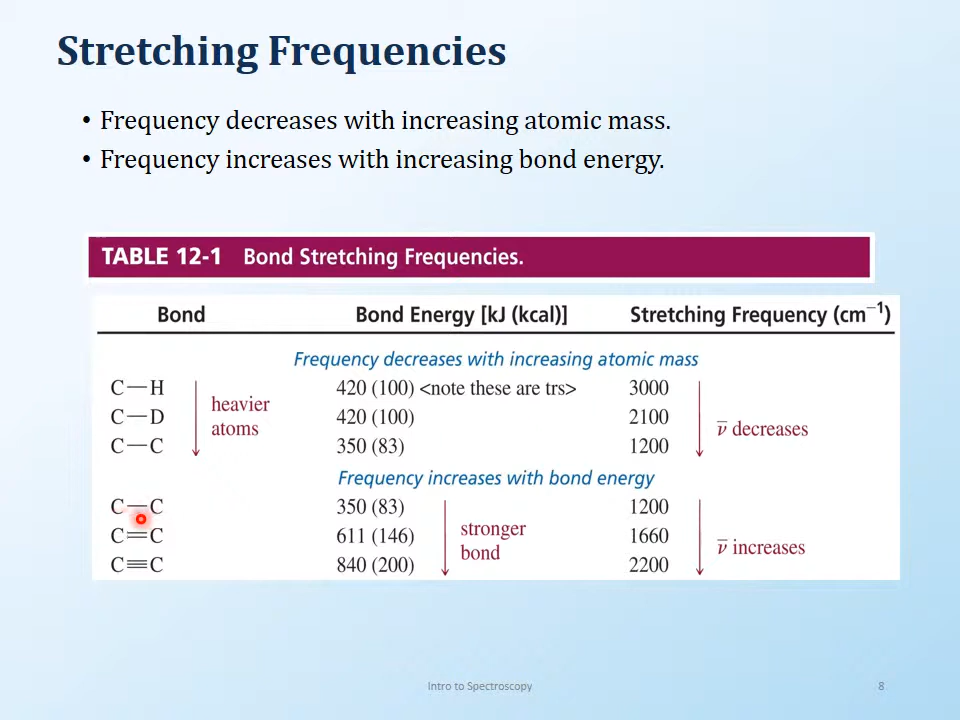 Stretching Frequencies
• Frequency decreases with increasing atomic mass.
• Frequency increases with increasing bond energy.
TABLE 12-1 Bond Stretching Frequencies.
Bond Bond Energy [kJ (kcal)] Stretching Frequency (cm⁻¹)
Frequency decreases with increasing atomic mass
C—H 420 (100) <note these are trs> 3000
heavier atoms
C—D 420 (100) 2100
ν̅ decreases
C—C 350 (83) 1200
Frequency increases with bond energy
C—C 350 (83) 1200
stronger bond
C=C 611 (146) 1660
ν̅ increases
C≡C 840 (200) 2200
Intro to Spectroscopy 8